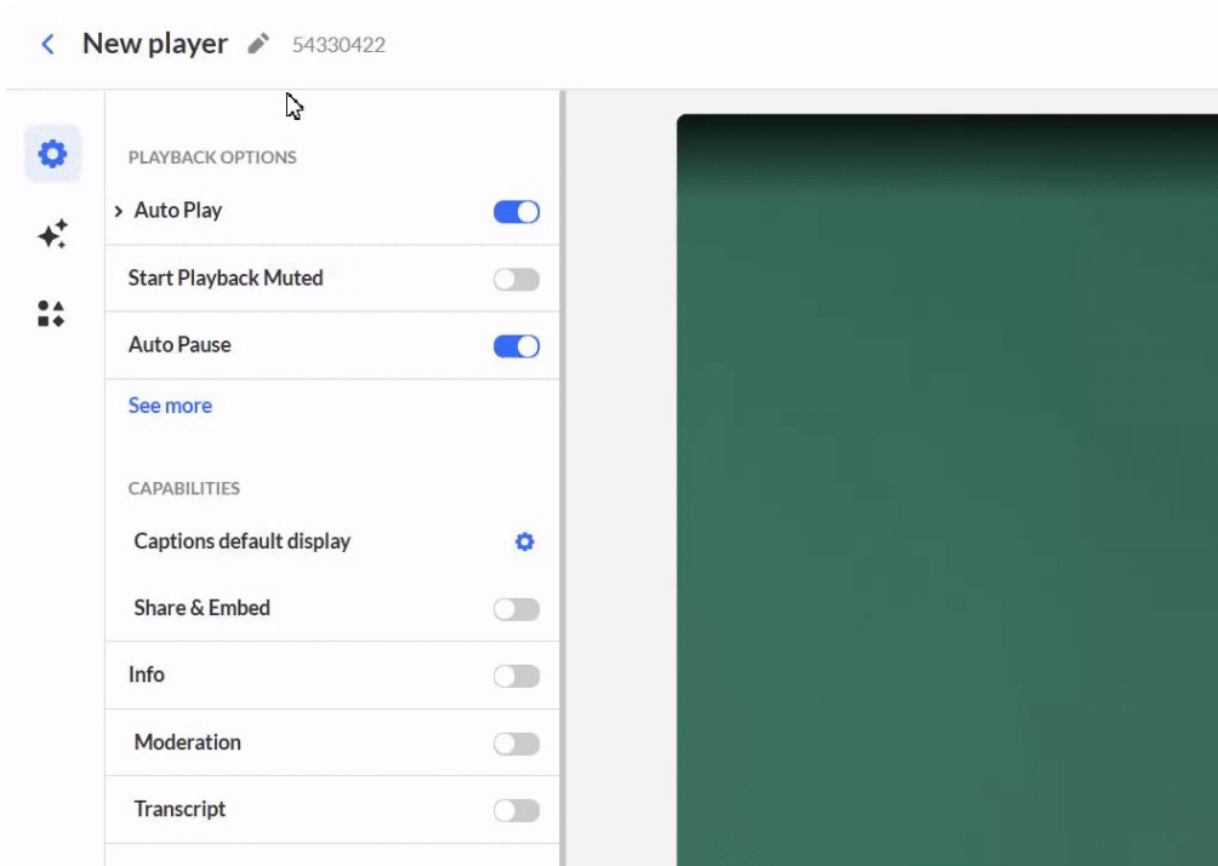 New player 54330422
PLAYBACK OPTIONS
Auto Play
Start Playback Muted
Auto Pause
See more
CAPABILITIES
Captions default display
Share & Embed
Info
Moderation
Transcript